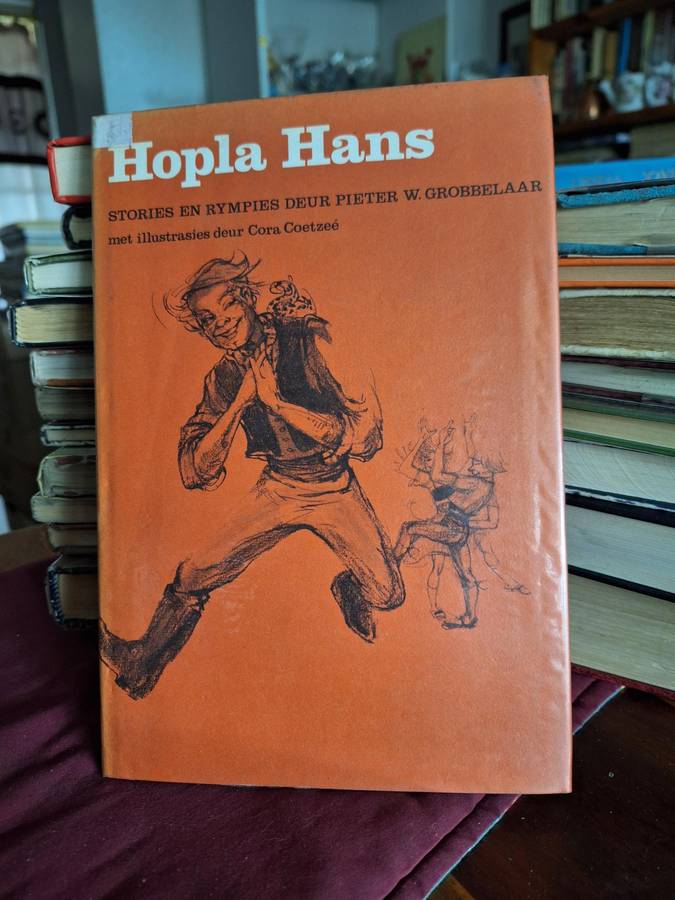 Hopla Hans
STORIES EN RYMPIES DEUR PIETER W. GROBBELAAR
met illustrasies deur Cora Coetzeé